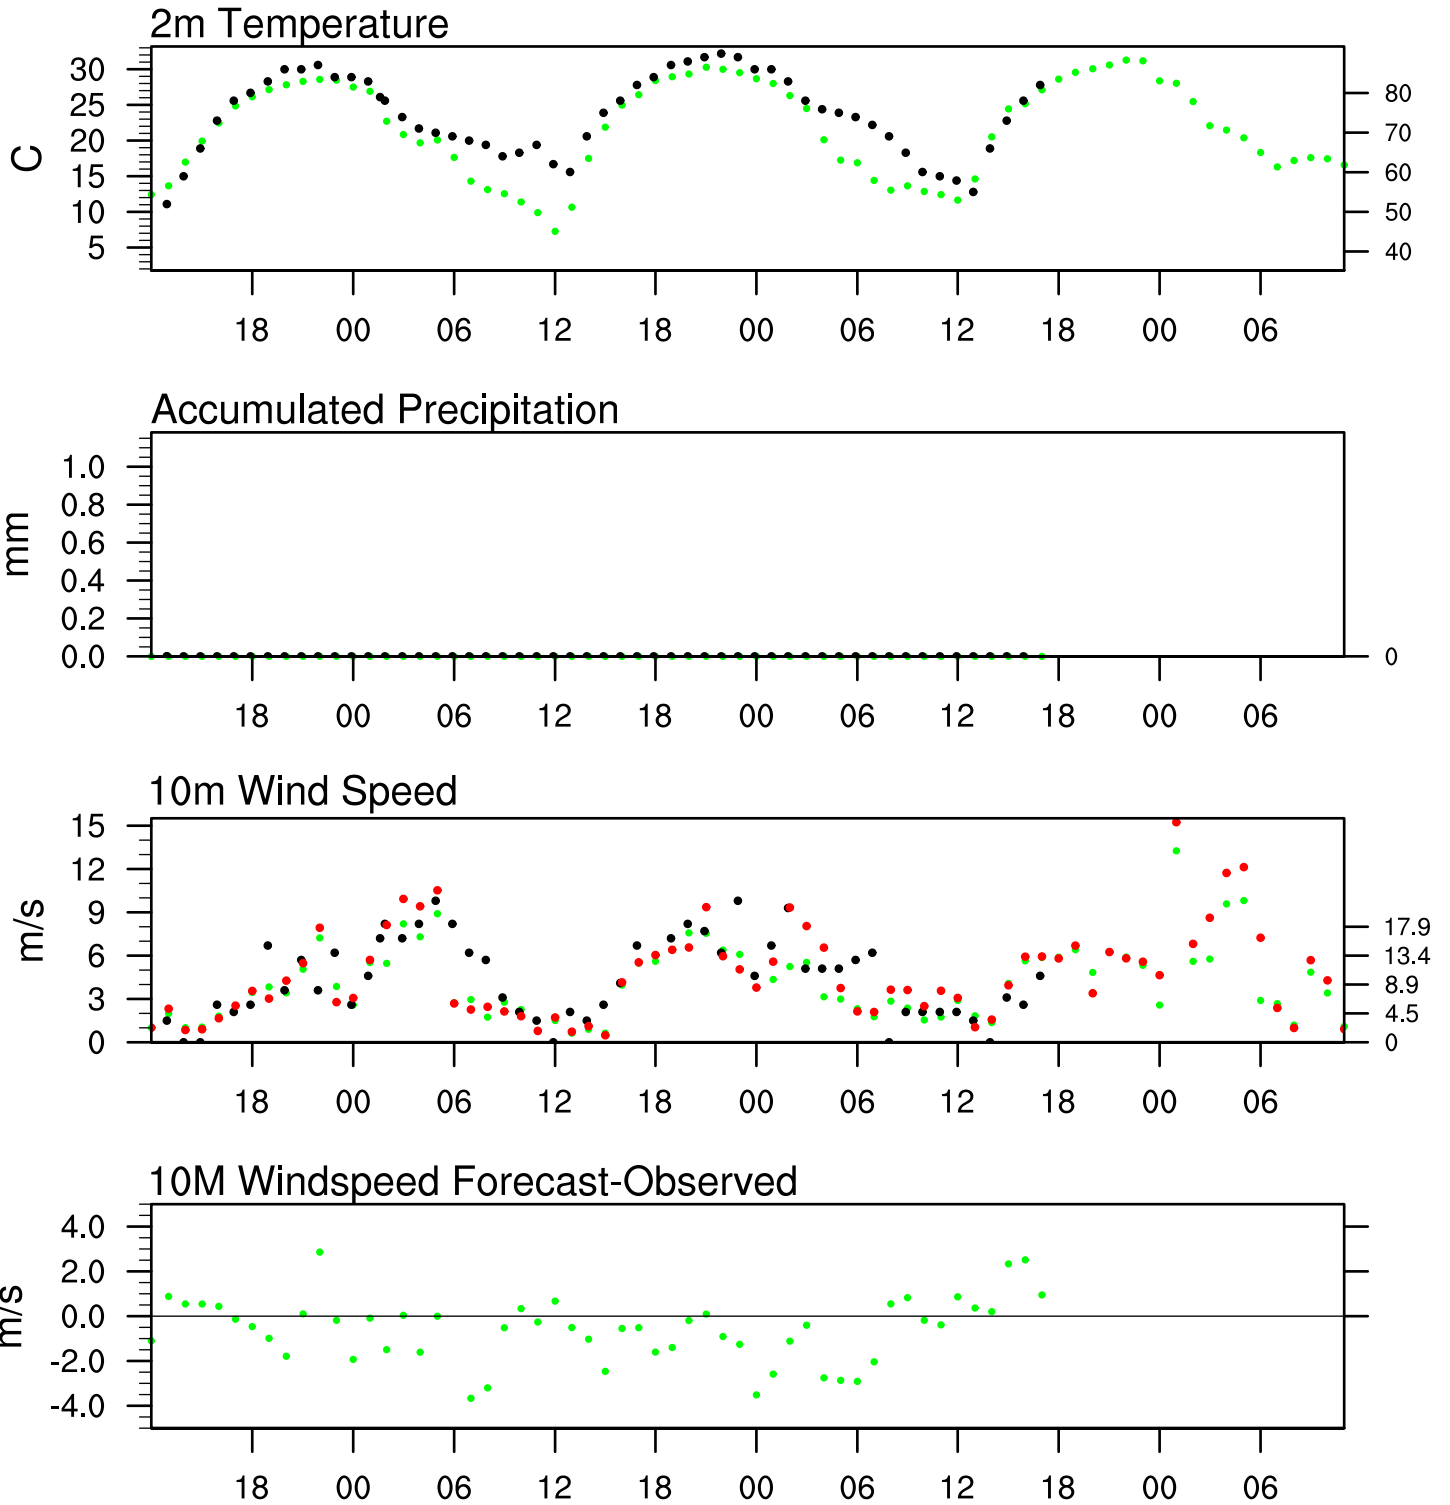 2m Temperature
C
30
25
20
15
10
5
80
70
60
50
40
18 00 06 12 18 00 06 12 18 00 06
Accumulated Precipitation
mm
1.0
0.8
0.6
0.4
0.2
0.0
0
18 00 06 12 18 00 06 12 18 00 06
10m Wind Speed
m/s
15
12
9
6
3
0
17.9
13.4
8.9
4.5
0
18 00 06 12 18 00 06 12 18 00 06
10M Windspeed Forecast-Observed
m/s
4.0
2.0
0.0
-2.0
-4.0
18 00 06 12 18 00 06 12 18 00 06